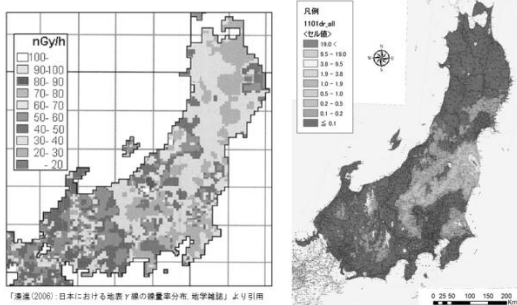 nGy/h
100-
90-100
80- 90
70- 80
60- 70
50- 60
40- 50
30- 40
20- 30
- 20
「湊進(2006):日本における地表γ線の線量率分布,地学雑誌」より引用
凡例
1101dr_all
<セル値>
19.0 <
9.5 - 19.0
3.8 - 9.5
1.9 - 3.8
1.0 - 1.9
0.5 - 1.0
0.2 - 0.5
0.1 - 0.2
≦ 0.1
0 25 50 100 150 200
Km